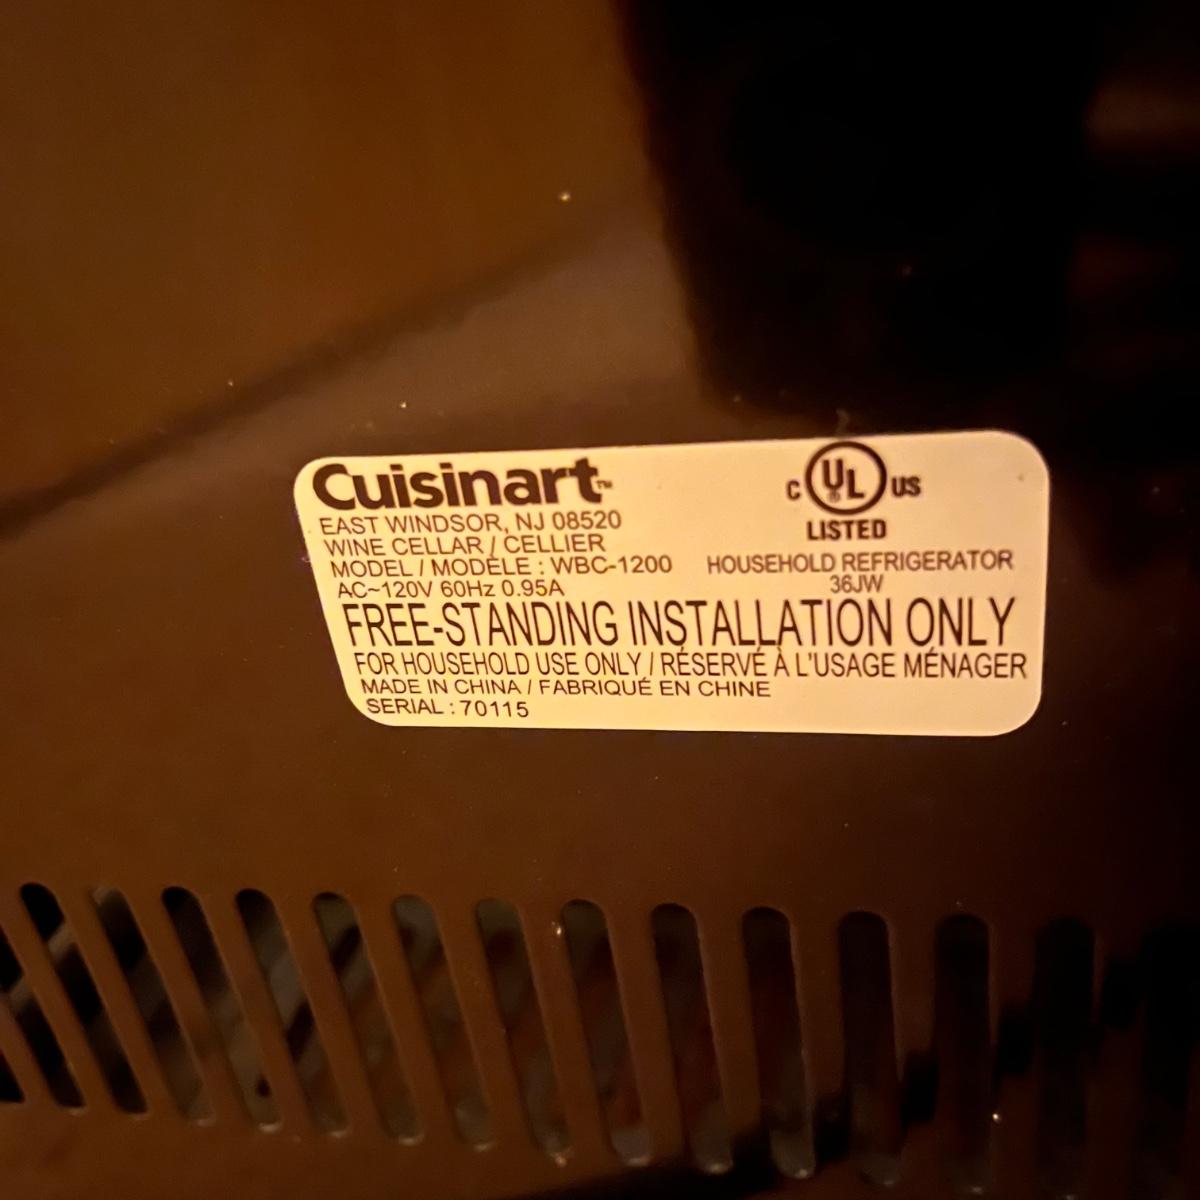 Cuisinart™
EAST WINDSOR, NJ 08520
WINE CELLAR / CELLIER
MODEL / MODÈLE : WBC-1200
AC~120V 60Hz 0.95A
C UL ® US
LISTED
HOUSEHOLD REFRIGERATOR
36JW
FREE-STANDING INSTALLATION ONLY
FOR HOUSEHOLD USE ONLY / RÉSERVÉ À L'USAGE MÉNAGER
MADE IN CHINA / FABRIQUÉ EN CHINE
SERIAL : 70115